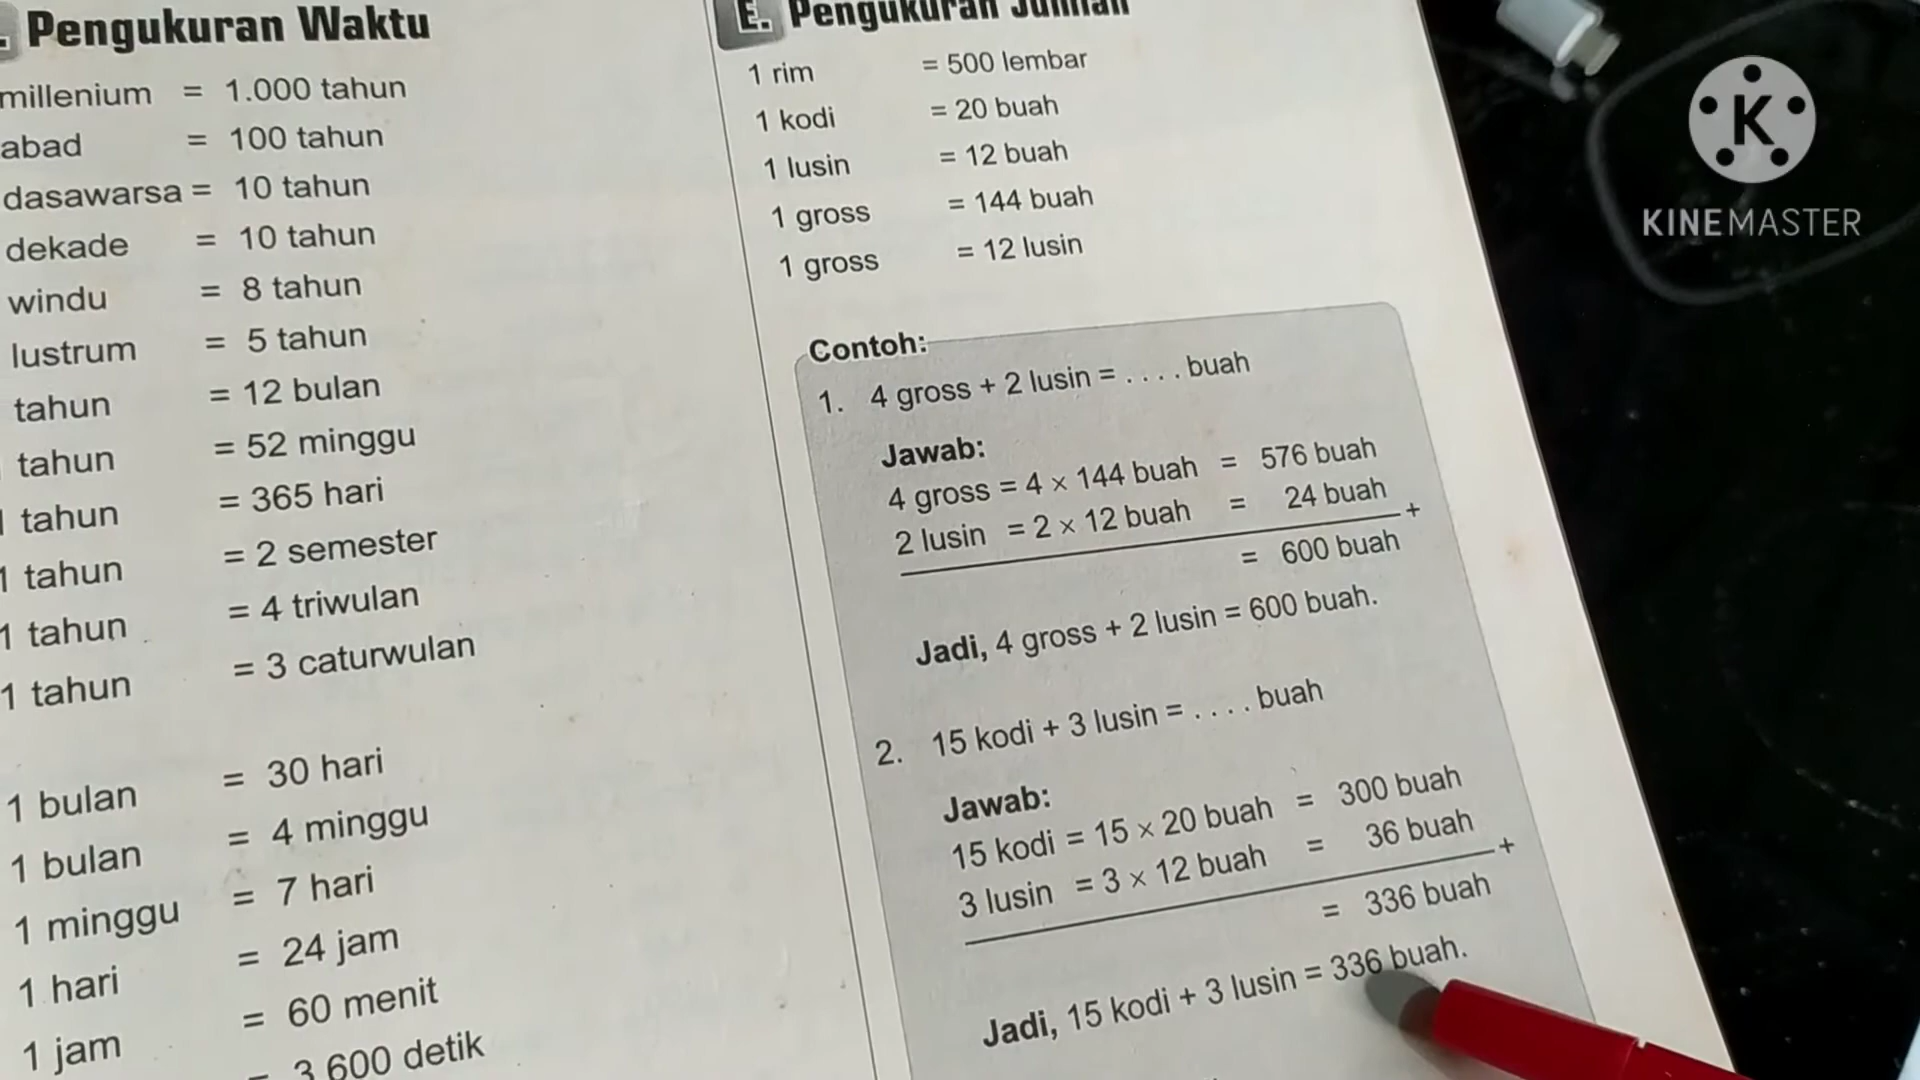 . Pengukuran Waktu
millenium = 1.000 tahun
abad = 100 tahun
dasawarsa = 10 tahun
dekade = 10 tahun
windu = 8 tahun
lustrum = 5 tahun
tahun = 12 bulan
tahun = 52 minggu
1 tahun = 365 hari
1 tahun = 2 semester
1 tahun = 4 triwulan
1 tahun = 3 caturwulan
1 bulan = 30 hari
1 bulan = 4 minggu
1 minggu = 7 hari
1 hari = 24 jam
1 jam = 60 menit
= 3.600 detik
E. Pengukuran Jumlah
1 rim = 500 lembar
1 kodi = 20 buah
1 lusin = 12 buah
1 gross = 144 buah
1 gross = 12 lusin
Contoh:
1. 4 gross + 2 lusin = . . . . buah
Jawab:
4 gross = 4 × 144 buah = 576 buah
2 lusin = 2 × 12 buah = 24 buah +
= 600 buah
Jadi, 4 gross + 2 lusin = 600 buah.
2. 15 kodi + 3 lusin = . . . . buah
Jawab:
15 kodi = 15 × 20 buah = 300 buah
3 lusin = 3 × 12 buah = 36 buah +
= 336 buah
Jadi, 15 kodi + 3 lusin = 336 buah.
K
KINEMASTER